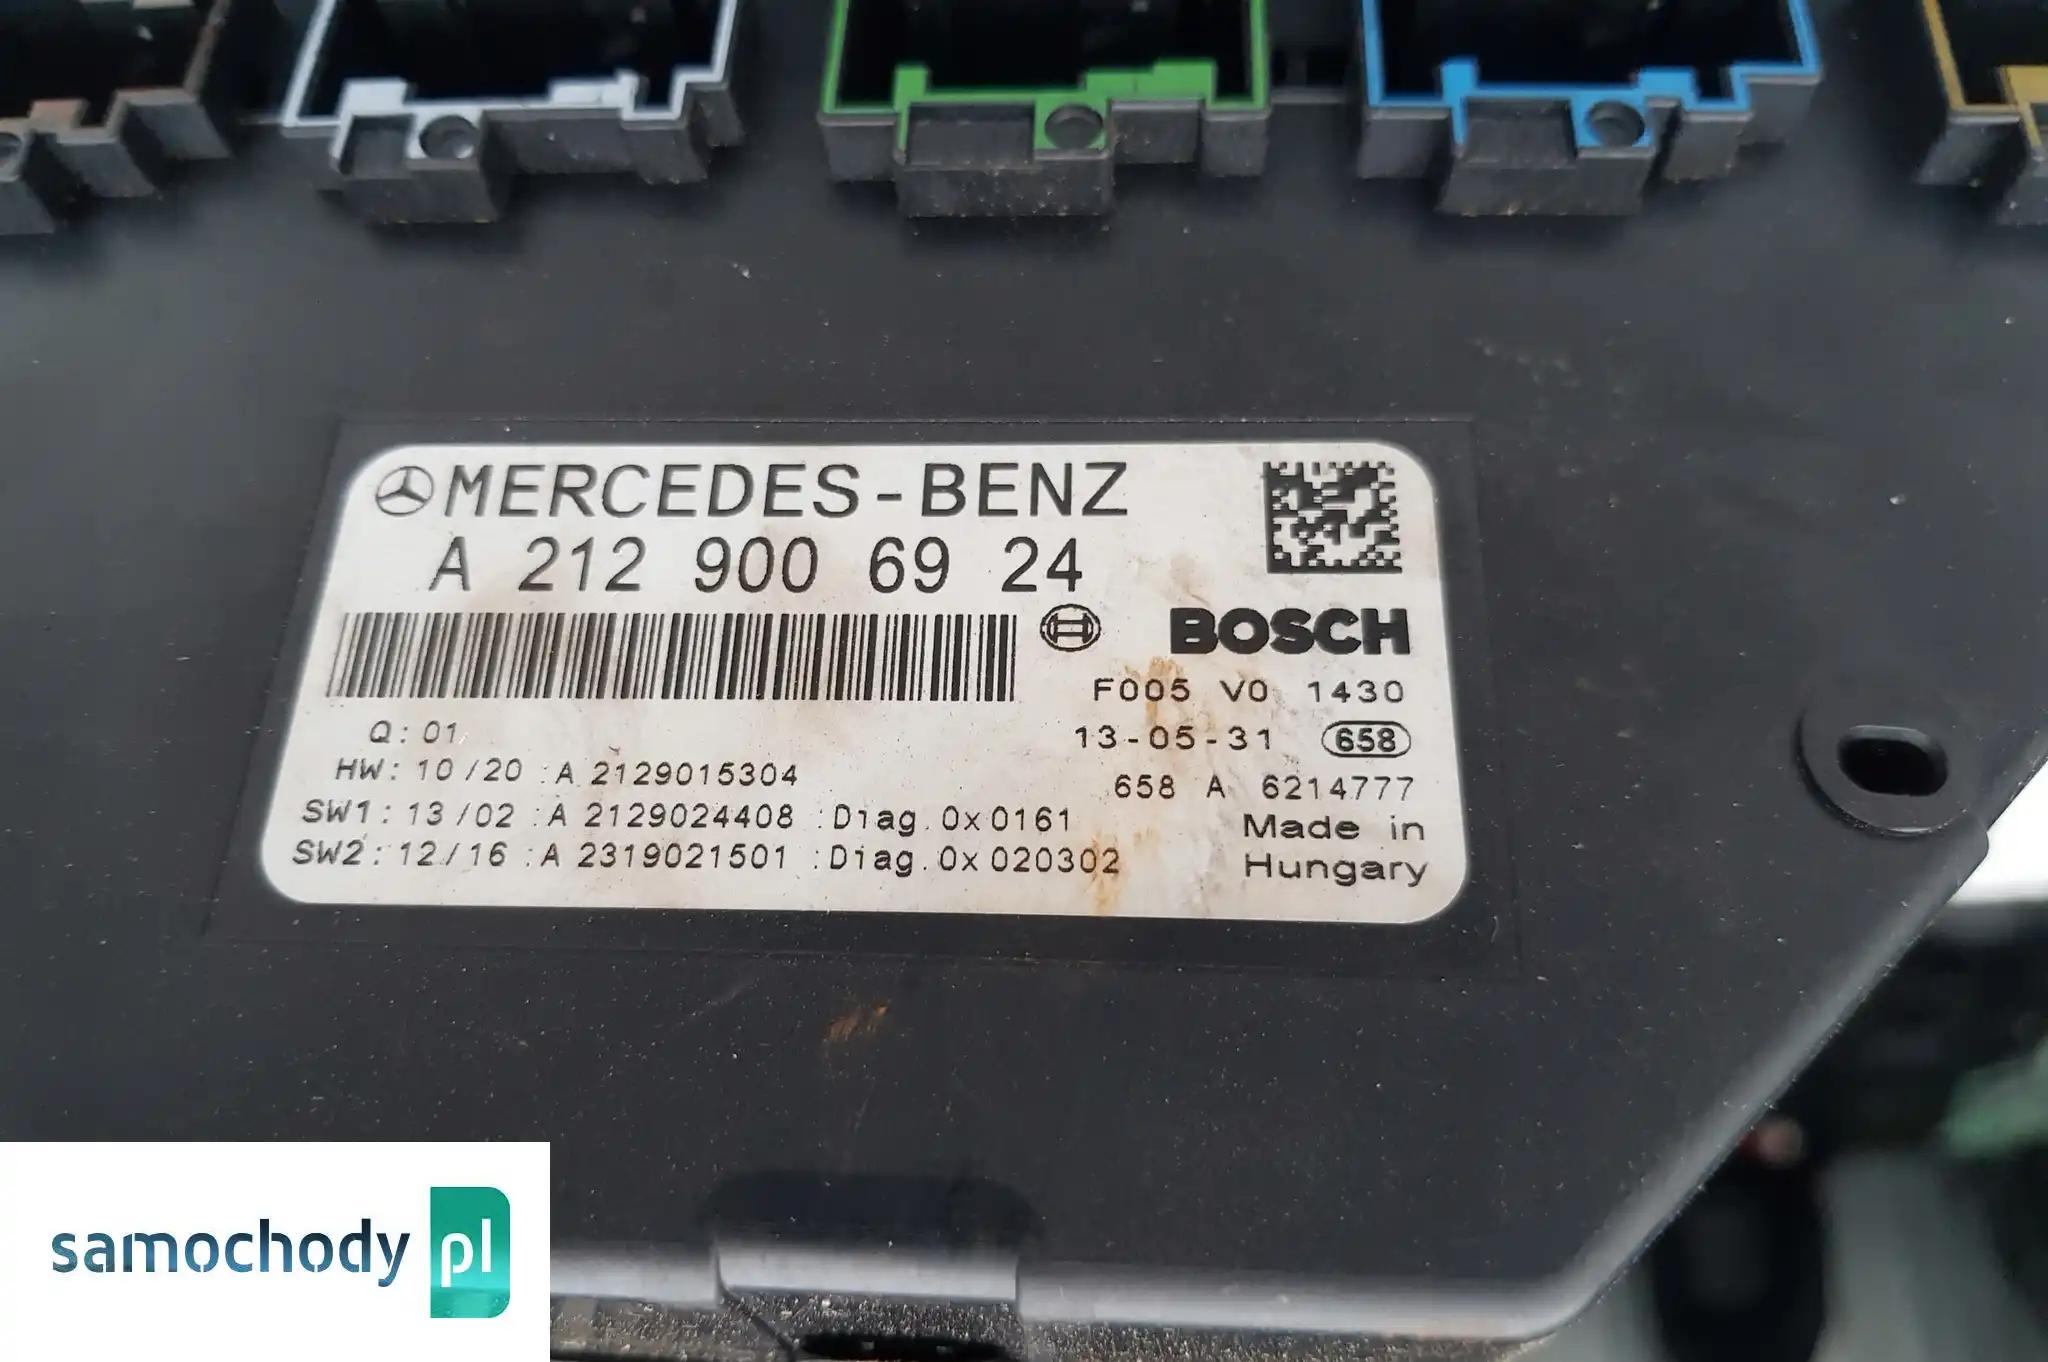 MERCEDES-BENZ
A 212 900 69 24
BOSCH
F005 V0 1430
Q: 01
13-05-31 658
HW: 10/20 :A 2129015304
658 A 6214777
SW1: 13/02 :A 2129024408 :Diag.0x0161
Made in
SW2: 12/16 :A 2319021501 :Diag.0x020302
Hungary
samochody pl